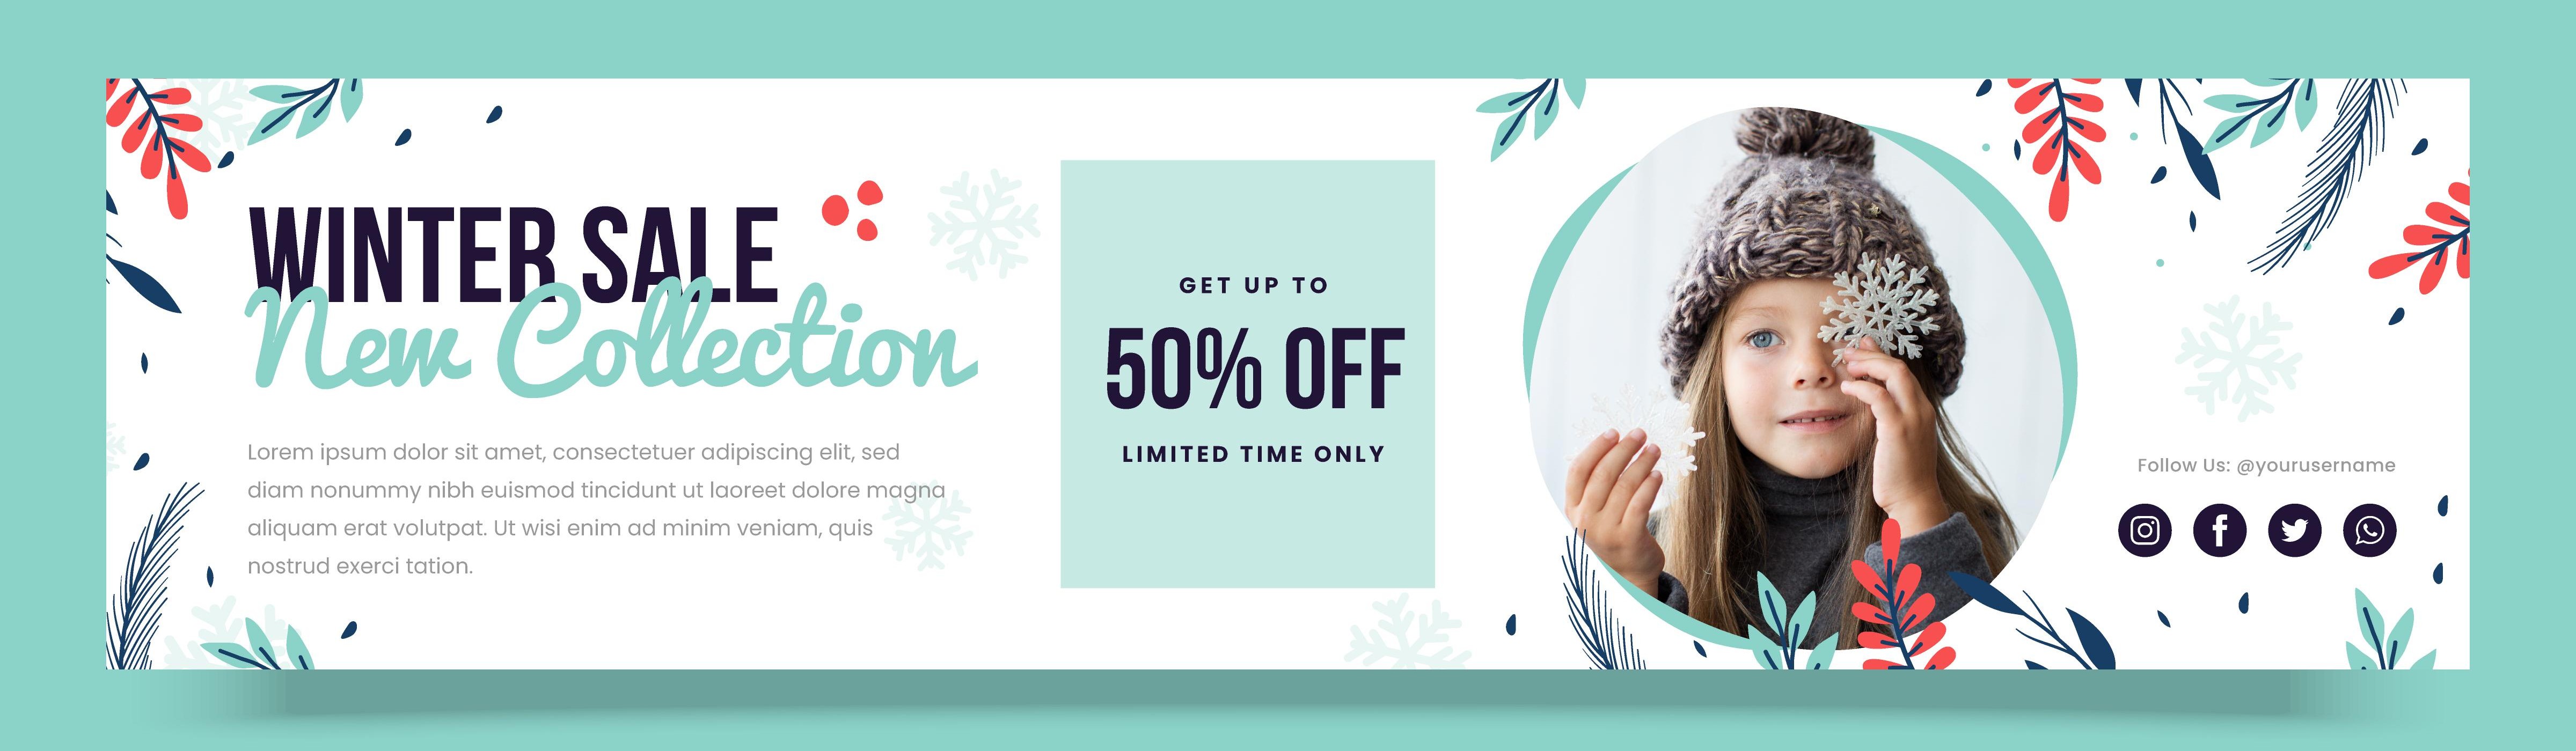 WINTER SALE
New Collection
Lorem ipsum dolor sit amet, consectetuer adipiscing elit, sed
diam nonummy nibh euismod tincidunt ut laoreet dolore magna
aliquam erat volutpat. Ut wisi enim ad minim veniam, quis
nostrud exerci tation.
GET UP TO
50% OFF
LIMITED TIME ONLY
Follow Us: @yourusername